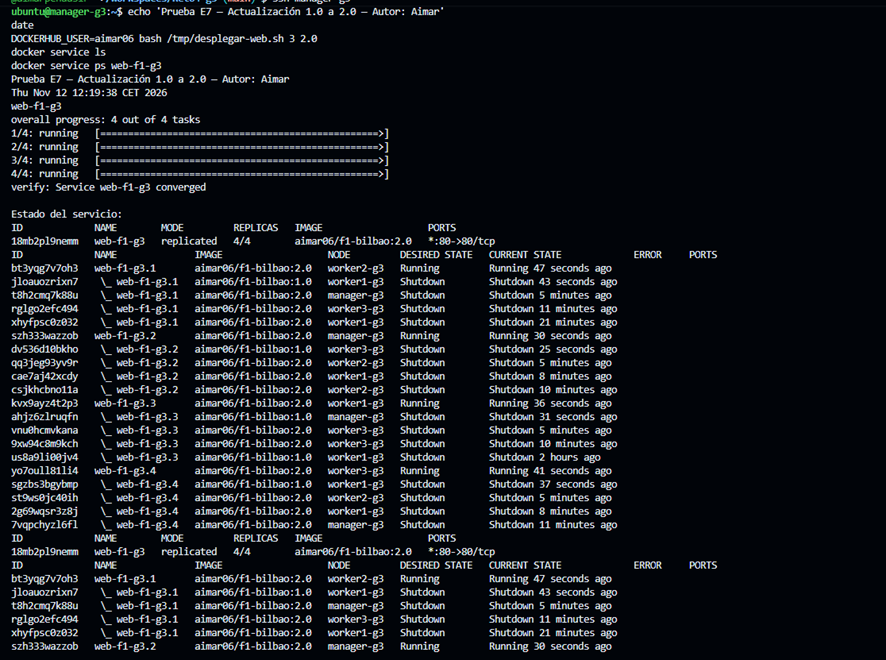 ubuntu@manager-g3:~$ echo 'Prueba E7 — Actualización 1.0 a 2.0 — Autor: Aimar'
date
DOCKERHUB_USER=aimar06 bash /tmp/desplegar-web.sh 3 2.0
docker service ls
docker service ps web-f1-g3
Prueba E7 — Actualización 1.0 a 2.0 — Autor: Aimar
Thu Nov 12 12:19:38 CET 2026
web-f1-g3
overall progress: 4 out of 4 tasks
1/4: running   [==================================================>]
2/4: running   [==================================================>]
3/4: running   [==================================================>]
4/4: running   [==================================================>]
verify: Service web-f1-g3 converged
Estado del servicio:
ID NAME MODE REPLICAS IMAGE PORTS
18mb2pl9nemm web-f1-g3 replicated 4/4 aimar06/f1-bilbao:2.0 *:80->80/tcp
ID NAME IMAGE NODE DESIRED STATE CURRENT STATE ERROR PORTS
bt3yqg7v7oh3 web-f1-g3.1 aimar06/f1-bilbao:2.0 worker2-g3 Running Running 47 seconds ago
jloauozrixn7 \_ web-f1-g3.1 aimar06/f1-bilbao:1.0 worker1-g3 Shutdown Shutdown 43 seconds ago
t8h2cmq7k88u \_ web-f1-g3.1 aimar06/f1-bilbao:2.0 manager-g3 Shutdown Shutdown 5 minutes ago
rglgo2efc494 \_ web-f1-g3.1 aimar06/f1-bilbao:2.0 worker3-g3 Shutdown Shutdown 11 minutes ago
xhyfpsc0z032 \_ web-f1-g3.1 aimar06/f1-bilbao:2.0 worker1-g3 Shutdown Shutdown 21 minutes ago
szh333wazzob web-f1-g3.2 aimar06/f1-bilbao:2.0 manager-g3 Running Running 30 seconds ago
dv536d10bkho \_ web-f1-g3.2 aimar06/f1-bilbao:1.0 worker3-g3 Shutdown Shutdown 25 seconds ago
qq3jeg93yv9r \_ web-f1-g3.2 aimar06/f1-bilbao:2.0 worker2-g3 Shutdown Shutdown 5 minutes ago
cae7aj42xcdy \_ web-f1-g3.2 aimar06/f1-bilbao:2.0 worker1-g3 Shutdown Shutdown 8 minutes ago
csjkhcbno11a \_ web-f1-g3.2 aimar06/f1-bilbao:2.0 worker2-g3 Shutdown Shutdown 10 minutes ago
kvx9ayz4t2p3 web-f1-g3.3 aimar06/f1-bilbao:2.0 worker1-g3 Running Running 36 seconds ago
ahjz6zlruqfn \_ web-f1-g3.3 aimar06/f1-bilbao:1.0 manager-g3 Shutdown Shutdown 31 seconds ago
vnu0hcmvkana \_ web-f1-g3.3 aimar06/f1-bilbao:2.0 worker3-g3 Shutdown Shutdown 5 minutes ago
9xw94c8m9kch \_ web-f1-g3.3 aimar06/f1-bilbao:2.0 worker3-g3 Shutdown Shutdown 10 minutes ago
us8a9li00jv4 \_ web-f1-g3.3 aimar06/f1-bilbao:1.0 worker1-g3 Shutdown Shutdown 2 hours ago
yo7oull81li4 web-f1-g3.4 aimar06/f1-bilbao:2.0 worker3-g3 Running Running 41 seconds ago
sgzbs3bgybmp \_ web-f1-g3.4 aimar06/f1-bilbao:1.0 worker2-g3 Shutdown Shutdown 37 seconds ago
st9ws0jc40ih \_ web-f1-g3.4 aimar06/f1-bilbao:2.0 worker1-g3 Shutdown Shutdown 5 minutes ago
2g69wqsr3z8j \_ web-f1-g3.4 aimar06/f1-bilbao:2.0 worker2-g3 Shutdown Shutdown 8 minutes ago
7vqpchyzl6fl \_ web-f1-g3.4 aimar06/f1-bilbao:2.0 manager-g3 Shutdown Shutdown 11 minutes ago
ID NAME MODE REPLICAS IMAGE PORTS
18mb2pl9nemm web-f1-g3 replicated 4/4 aimar06/f1-bilbao:2.0 *:80->80/tcp
ID NAME IMAGE NODE DESIRED STATE CURRENT STATE ERROR PORTS
bt3yqg7v7oh3 web-f1-g3.1 aimar06/f1-bilbao:2.0 worker2-g3 Running Running 47 seconds ago
jloauozrixn7 \_ web-f1-g3.1 aimar06/f1-bilbao:1.0 worker1-g3 Shutdown Shutdown 43 seconds ago
t8h2cmq7k88u \_ web-f1-g3.1 aimar06/f1-bilbao:2.0 manager-g3 Shutdown Shutdown 5 minutes ago
rglgo2efc494 \_ web-f1-g3.1 aimar06/f1-bilbao:2.0 worker3-g3 Shutdown Shutdown 11 minutes ago
xhyfpsc0z032 \_ web-f1-g3.1 aimar06/f1-bilbao:2.0 worker1-g3 Shutdown Shutdown 21 minutes ago
szh333wazzob web-f1-g3.2 aimar06/f1-bilbao:2.0 manager-g3 Running Running 30 seconds ago